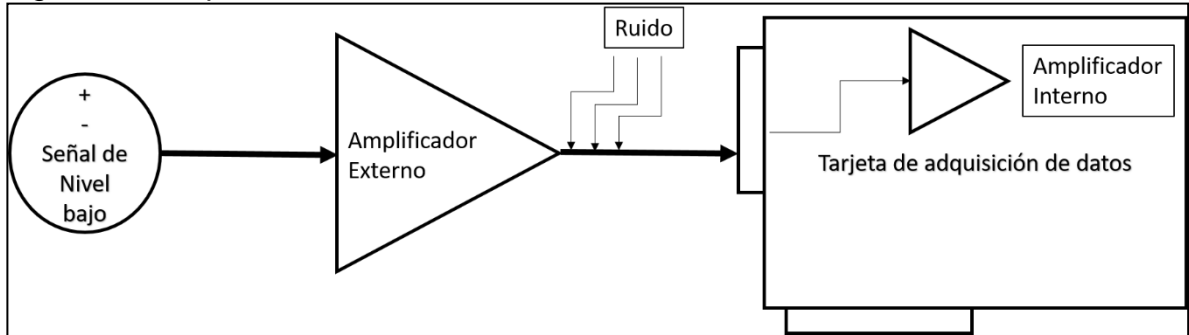 +
-
Señal de
Nivel
bajo
Amplificador
Externo
Ruido
Amplificador
Interno
Tarjeta de adquisición de datos